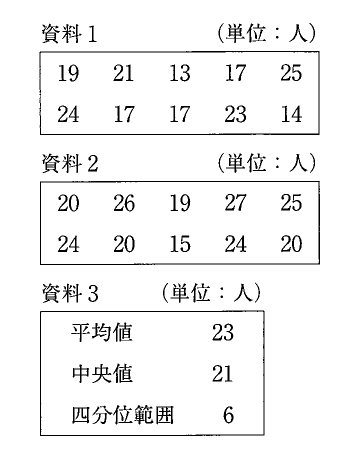 資料1 (単位：人)
19 21 13 17 25
24 17 17 23 14
資料2 (単位：人)
20 26 19 27 25
24 20 15 24 20
資料3 (単位：人)
平均値 23
中央値 21
四分位範囲 6